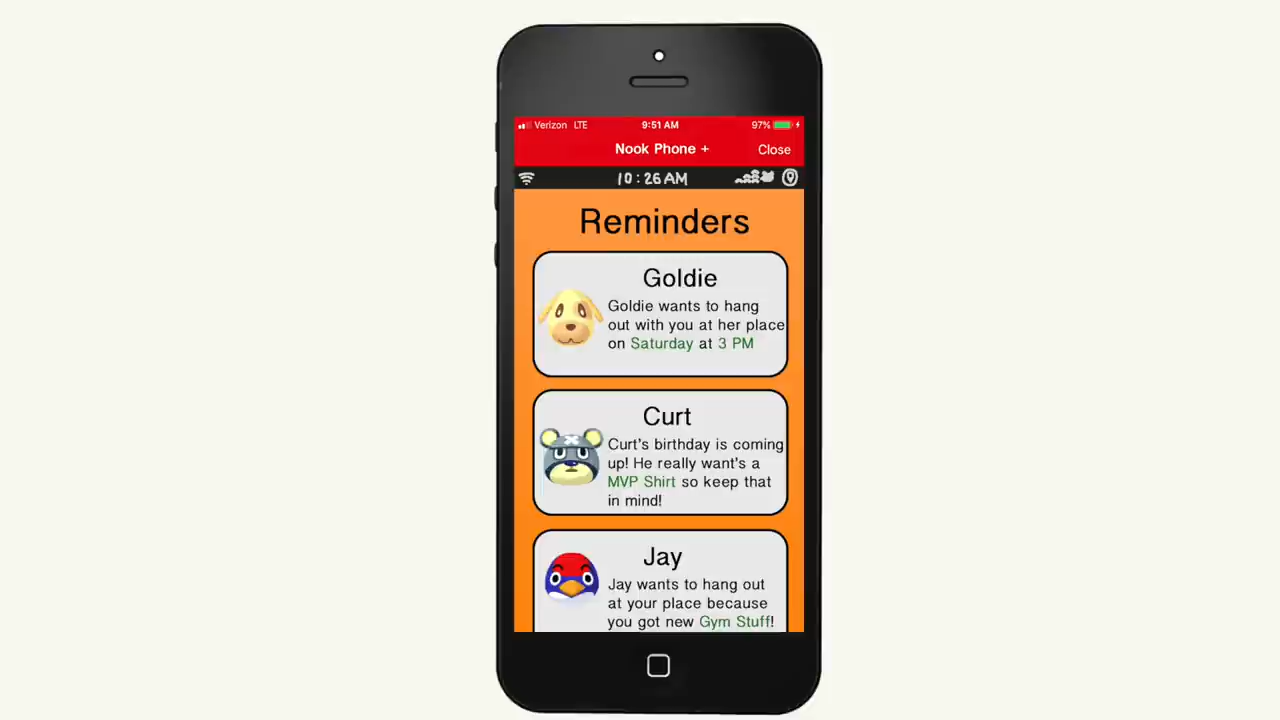 Verizon LTE 9:51 AM 97%
Nook Phone + Close
10:26 AM
Reminders
Goldie
Goldie wants to hang
out with you at her place
on Saturday at 3 PM
Curt
Curt's birthday is coming
up! He really want's a
MVP Shirt so keep that
in mind!
Jay
Jay wants to hang out
at your place because
you got new Gym Stuff!